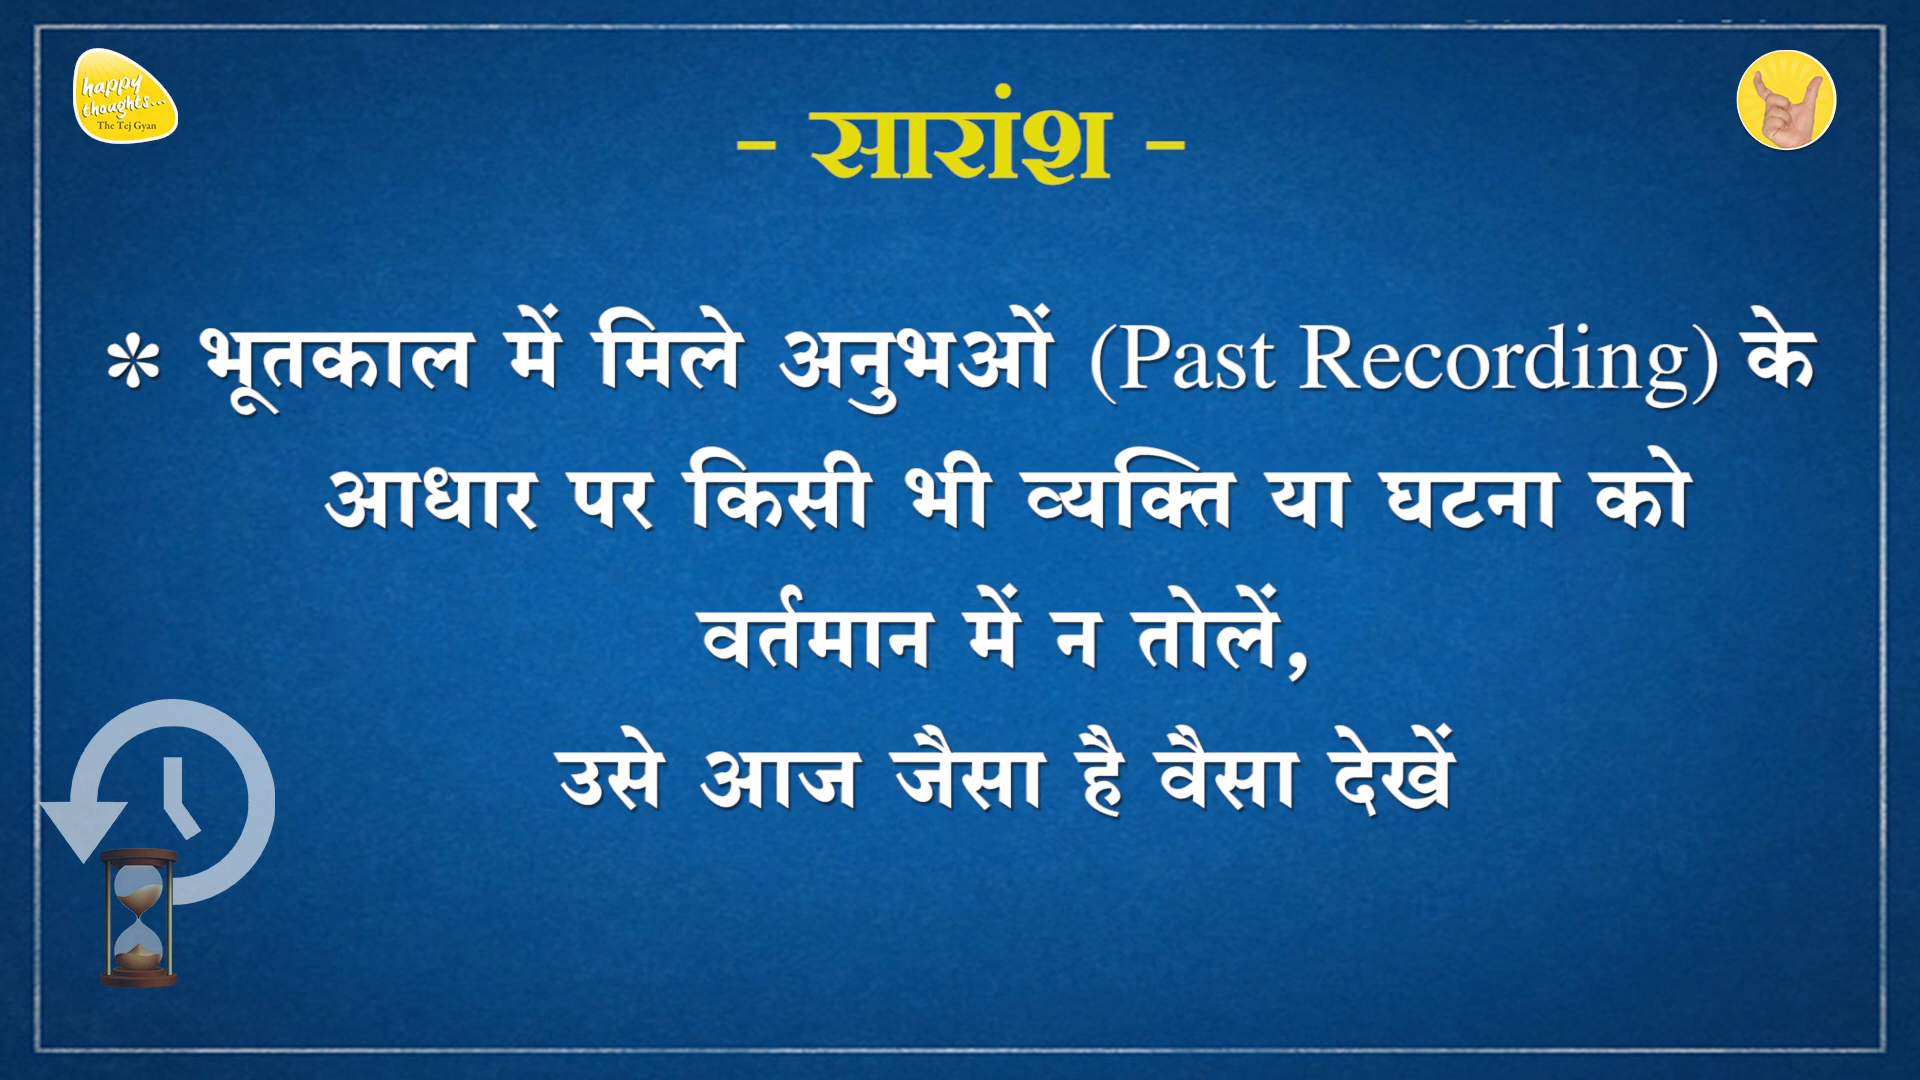 happy
thoughts...
The Tej Gyan
- सारांश -
* भूतकाल में मिले अनुभओं (Past Recording) के
आधार पर किसी भी व्यक्ति या घटना को
वर्तमान में न तोलें,
उसे आज जैसा है वैसा देखें